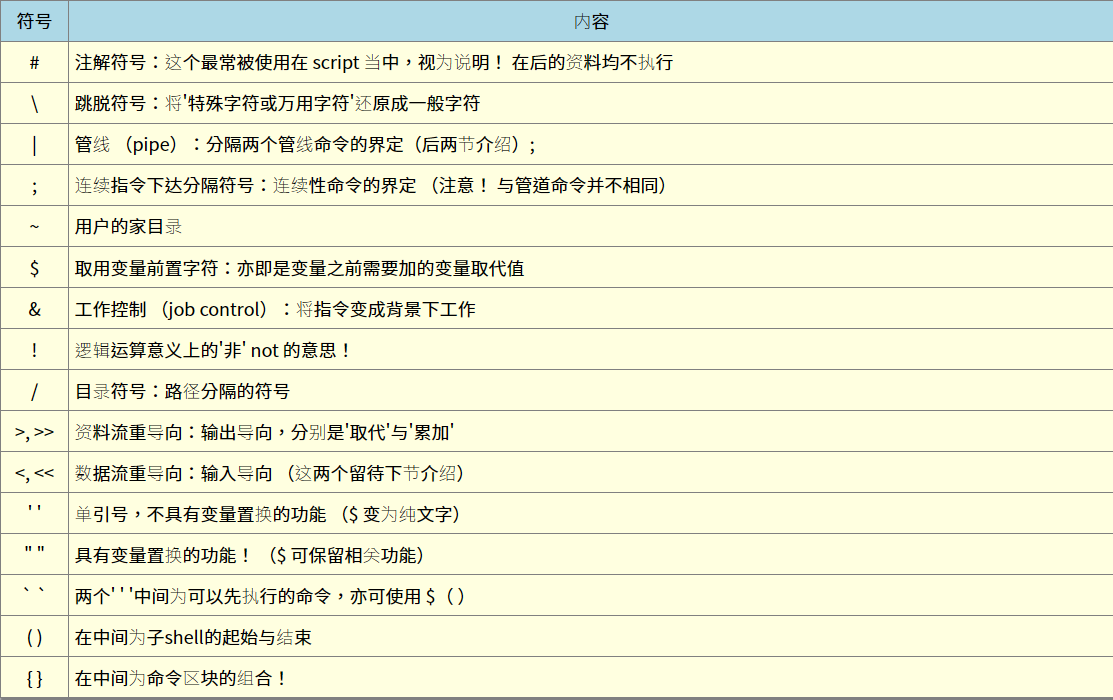 符号 内容
# 注解符号：这个最常被使用在 script 当中，视为说明！ 在后的资料均不执行
\ 跳脱符号：将'特殊字符或万用字符'还原成一般字符
| 管线 （pipe）：分隔两个管线命令的界定（后两节介绍）;
; 连续指令下达分隔符号：连续性命令的界定 （注意！ 与管道命令并不相同）
~ 用户的家目录
$ 取用变量前置字符：亦即是变量之前需要加的变量取代值
& 工作控制 （job control）：将指令变成背景下工作
! 逻辑运算意义上的'非' not 的意思！
/ 目录符号：路径分隔的符号
>, >> 资料流重导向：输出导向，分别是'取代'与'累加'
<, << 数据流重导向：输入导向 （这两个留待下节介绍）
' ' 单引号，不具有变量置换的功能 （$ 变为纯文字）
" " 具有变量置换的功能！ （$ 可保留相关功能）
` ` 两个' ' '中间为可以先执行的命令，亦可使用 $（ ）
( ) 在中间为子shell的起始与结束
{ } 在中间为命令区块的组合！